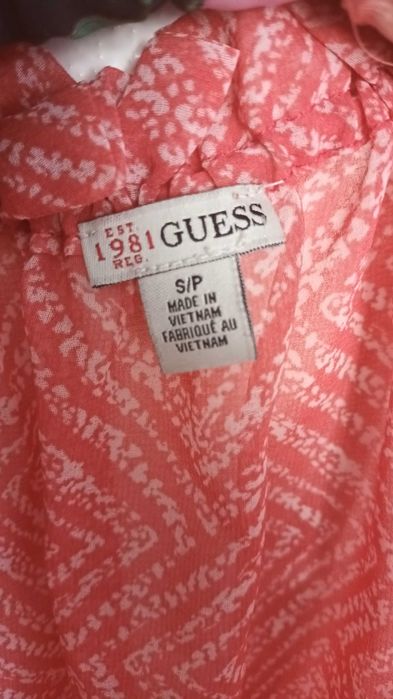 EST.
1981 GUESS
REG.
S/P
MADE IN
VIETNAM
FABRIQUÉ AU
VIETNAM